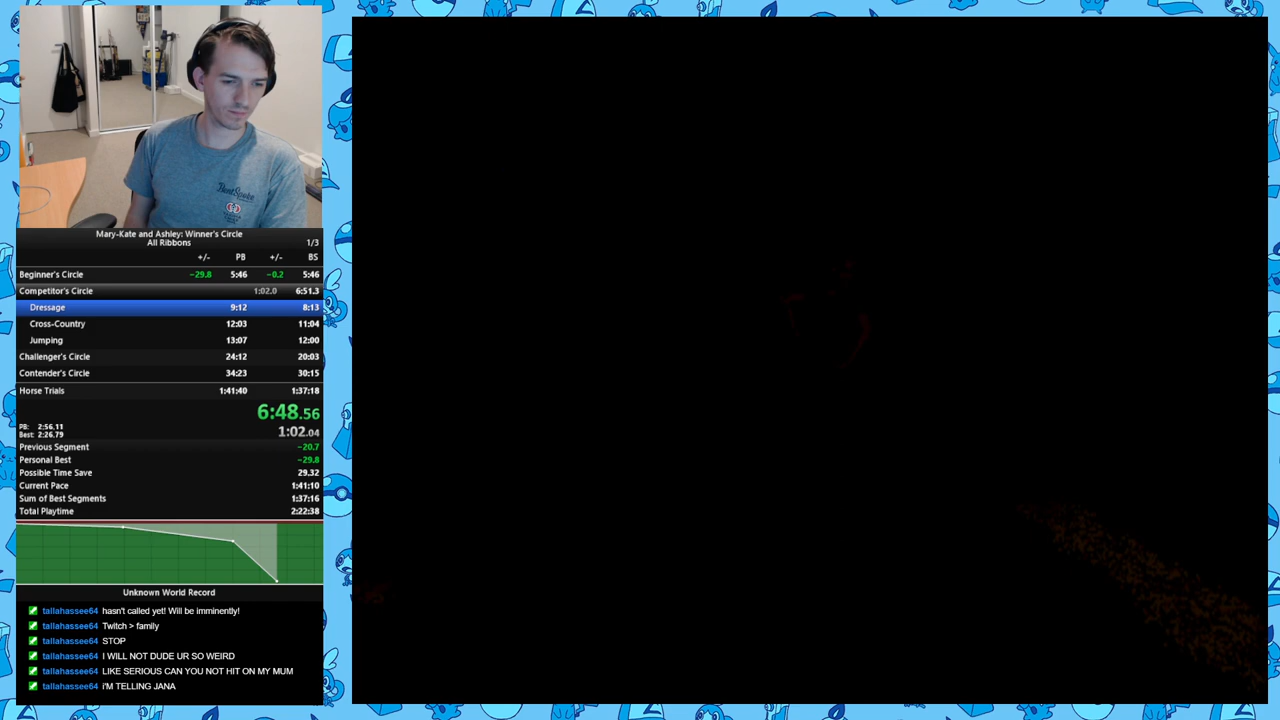 Mary-Kate and Ashley: Winner's Circle
All Ribbons 1/3
+/- PB +/- BS
Beginner's Circle -29.8 5:46 -0.2 5:46
Competitor's Circle 1:02.0 6:51.3
Dressage 9:12 8:13
Cross-Country 12:03 11:04
Jumping 13:07 12:00
Challenger's Circle 24:12 20:03
Contender's Circle 34:23 30:15
Horse Trials 1:41:40 1:37:18
6:48.56
PB: 2:56.11
Best: 2:26.79
1:02.04
Previous Segment -20.7
Personal Best -29.8
Possible Time Save 29.32
Current Pace 1:41:10
Sum of Best Segments 1:37:16
Total Playtime 2:22:38
Unknown World Record
tallahassee64 hasn't called yet! Will be imminently!
tallahassee64 Twitch > family
tallahassee64 STOP
tallahassee64 I WILL NOT DUDE UR SO WEIRD
tallahassee64 LIKE SERIOUS CAN YOU NOT HIT ON MY MUM
tallahassee64 i'M TELLING JANA